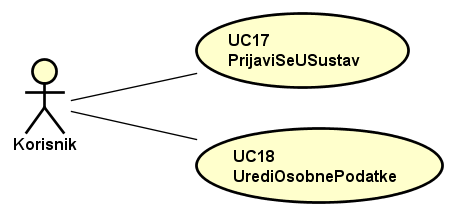 UC17
PrijaviSeUSustav
Korisnik
UC18
UrediOsobnePodatke